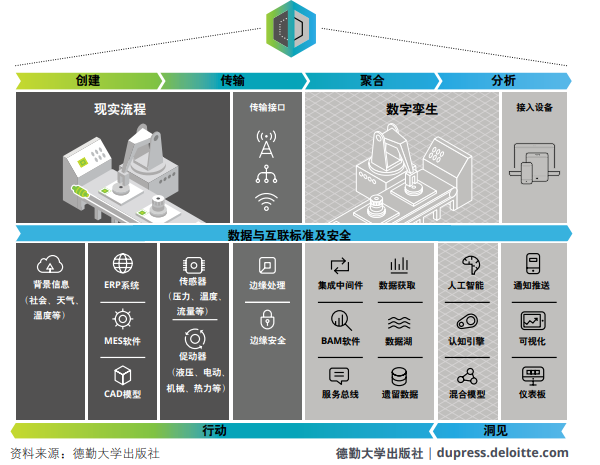 创建
传输
聚合
分析
现实流程
传输接口
数字孪生
接入设备
数据与互联标准及安全
背景信息
（社会、天气、
温度等）
ERP系统
MES软件
CAD模型
传感器
（压力、温度、
流量等）
促动器
（液压、电动、
机械、热力等）
边缘处理
边缘安全
集成中间件
数据获取
BAM软件
数据湖
服务总线
遗留数据
人工智能
认知引擎
混合模型
通知推送
可视化
仪表板
行动
洞见
资料来源：德勤大学出版社
德勤大学出版社 | dupress.deloitte.com